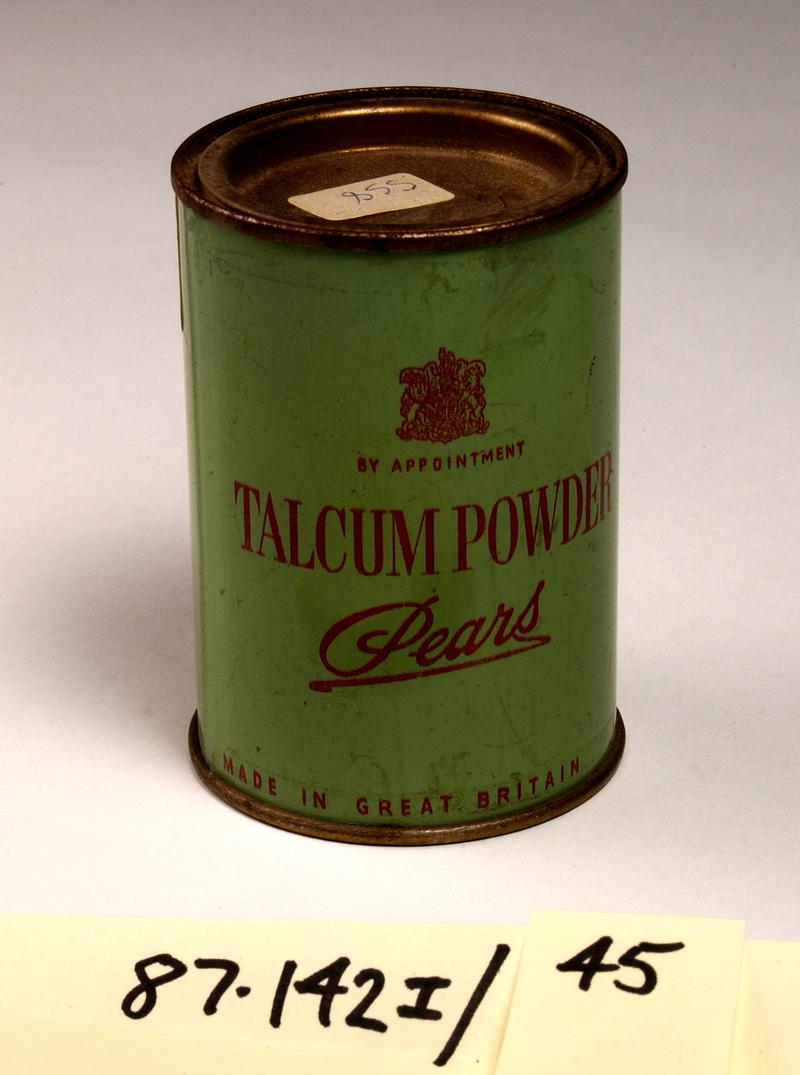 855
BY APPOINTMENT
TALCUM POWDER
Pears
MADE IN GREAT BRITAIN
87.142I/45